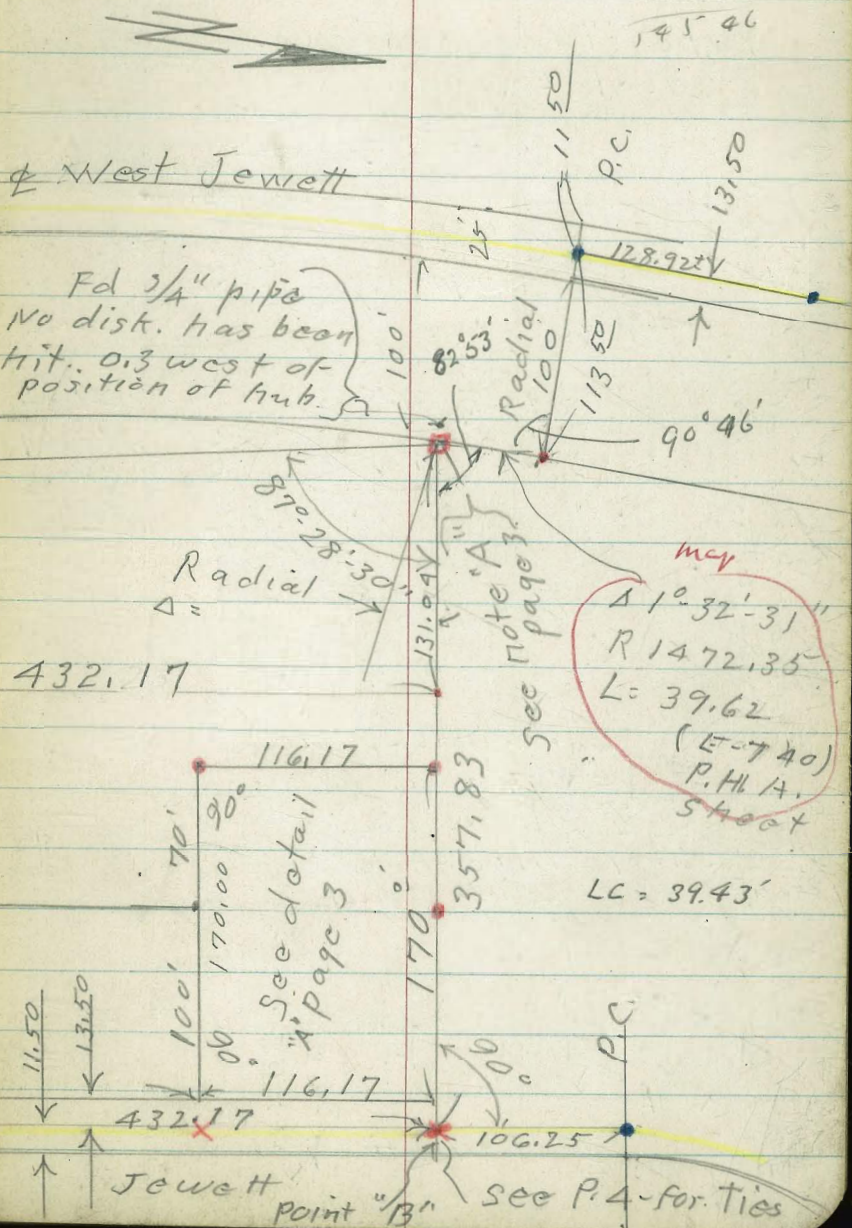 145.46
11 50
P.C.
13.50
℄ West Jewett
25'
128.92±
Fd 3/4" pipe
No disk. has been
hit.. 0.3 west of
position of hub
100'
82°53'
Radial
100
113 50
90° 46'
87°-28'-30"
Radial
Δ =
131.04
See note "A"
page 3
map
Δ 1°-32'-31"
R 1472.35
L= 39.62
(E-740)
P.H.A.
Sheet
432.17
116.17
70'
90°
170.00
See detail
"A" page 3
357.83
170
LC = 39.43'
100'
90°
11.50
13.50
116.17
90°
P.C.
432.17
106.25
Jewett
Point "B"
See P.4-for. Ties